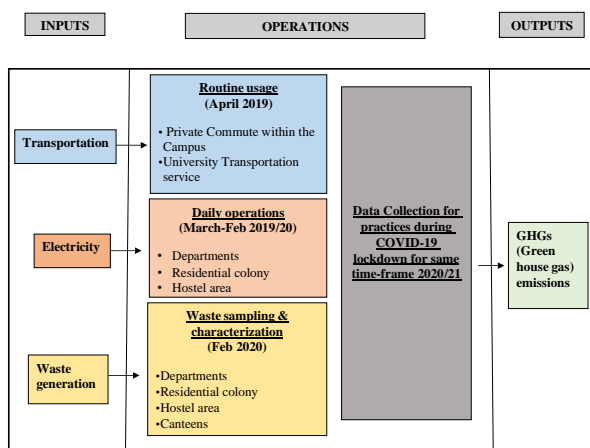 INPUTS
OPERATIONS
OUTPUTS
Transportation
Routine usage
(April 2019)
• Private Commute within the
Campus
•University Transportation
service
Electricity
Daily operations
(March-Feb 2019/20)
• Departments
• Residential colony
• Hostel area
Waste
generation
Waste sampling &
characterization
(Feb 2020)
•Departments
•Residential colony
•Hostel area
•Canteens
Data Collection for
practices during
COVID-19
lockdown for same
time-frame 2020/21
GHGs
(Green
house gas)
emissions